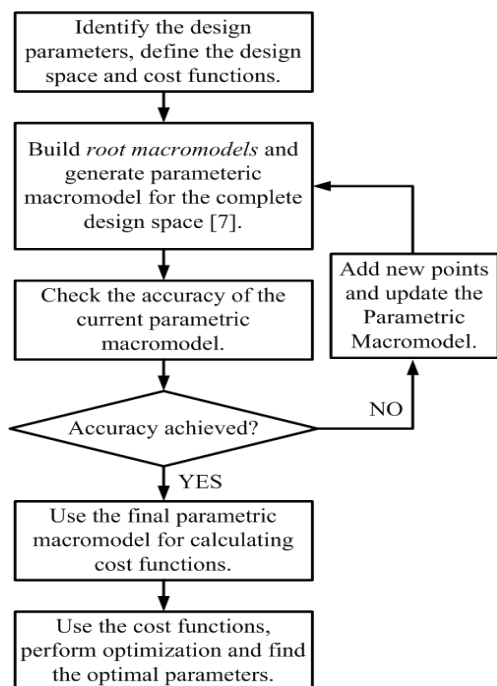 Identify the design
parameters, define the design
space and cost functions.
Build root macromodels and
generate parameteric
macromodel for the complete
design space [7].
Check the accuracy of the
current parametric
macromodel.
Add new points
and update the
Parametric
Macromodel.
Accuracy achieved?
NO
YES
Use the final parametric
macromodel for calculating
cost functions.
Use the cost functions,
perform optimization and find
the optimal parameters.